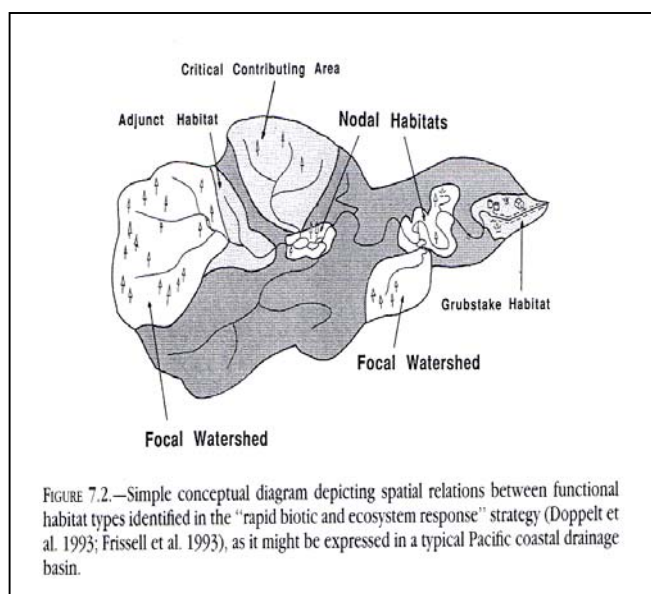 Critical Contributing Area
Adjunct Habitat
Nodal Habitats
Grubstake Habitat
Focal Watershed
Focal Watershed
FIGURE 7.2.—Simple conceptual diagram depicting spatial relations between functional
habitat types identified in the “rapid biotic and ecosystem response” strategy (Doppelt et
al. 1993; Frissell et al. 1993), as it might be expressed in a typical Pacific coastal drainage
basin.